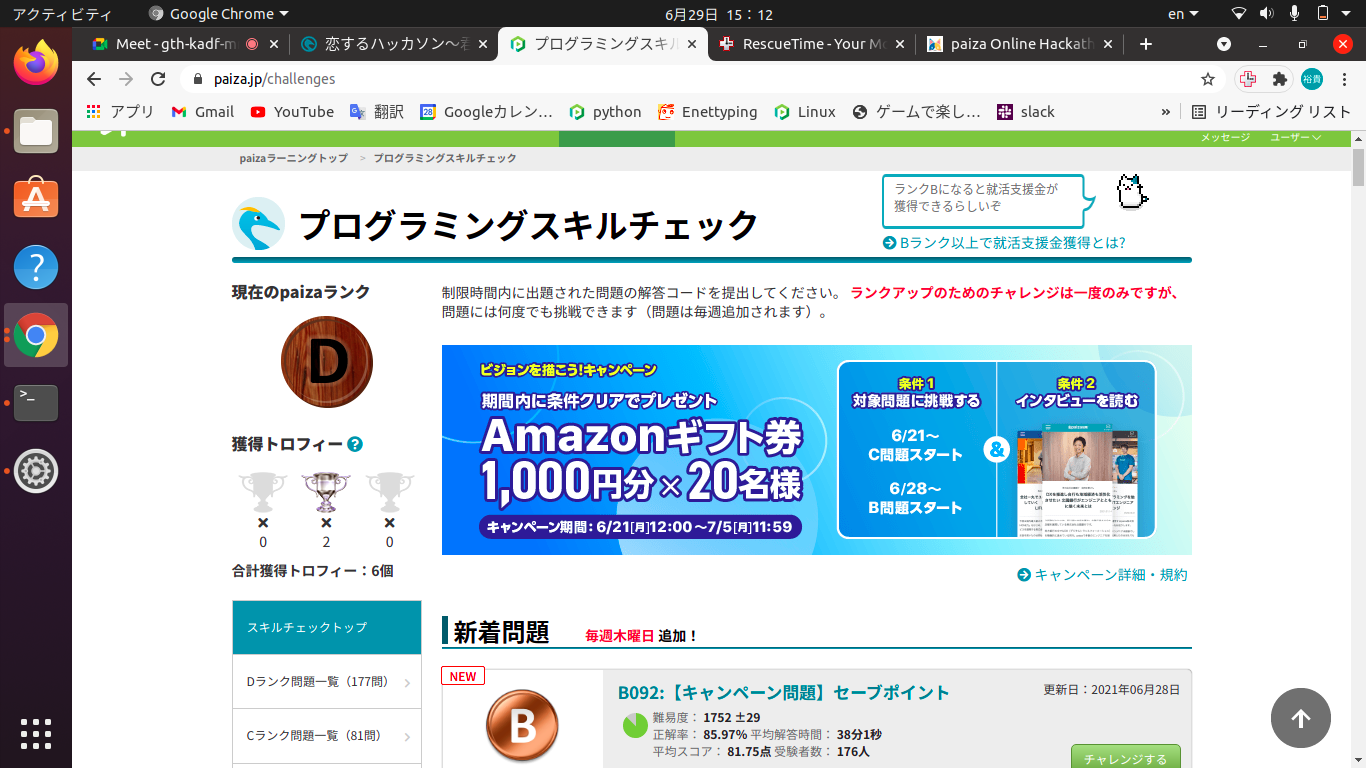 アクティビティ
Google Chrome
6月29日 15：12
en
Meet - gth-kadf-m
恋するハッカソン～君
プログラミングスキル
RescueTime - Your Mo
paiza Online Hackath
paiza.jp/challenges
裕貴
アプリ
Gmail
YouTube
翻訳
28
Googleカレン…
python
Enettyping
Linux
ゲームで楽し…
slack
»
リーディング リスト
メッセージ
ユーザー
paizaラーニングトップ > プログラミングスキルチェック
プログラミングスキルチェック
ランクBになると就活支援金が
獲得できるらしいぞ
Bランク以上で就活支援金獲得とは?
現在のpaizaランク
D
獲得トロフィー ?
× × ×
0 2 0
合計獲得トロフィー：6個
スキルチェックトップ
Dランク問題一覧（177問）
Cランク問題一覧（81問）
制限時間内に出題された問題の解答コードを提出してください。 ランクアップのためのチャレンジは一度のみですが、
問題には何度でも挑戦できます（問題は毎週追加されます）。
ビジョンを描こう!キャンペーン
期間内に条件クリアでプレゼント
Amazonギフト券
1,000円分×20名様
キャンペーン期間：6/21[月]12:00～7/5[月]11:59
条件 1
対象問題に挑戦する
6/21～
C問題スタート
6/28～
B問題スタート
&
条件 2
インタビューを読む
キャンペーン詳細・規約
新着問題
毎週木曜日 追加！
NEW
B
B092:【キャンペーン問題】セーブポイント
更新日：2021年06月28日
難易度： 1752 ±29
正解率： 85.97% 平均解答時間： 38分1秒
平均スコア： 81.75点 受験者数： 176人
チャレンジする